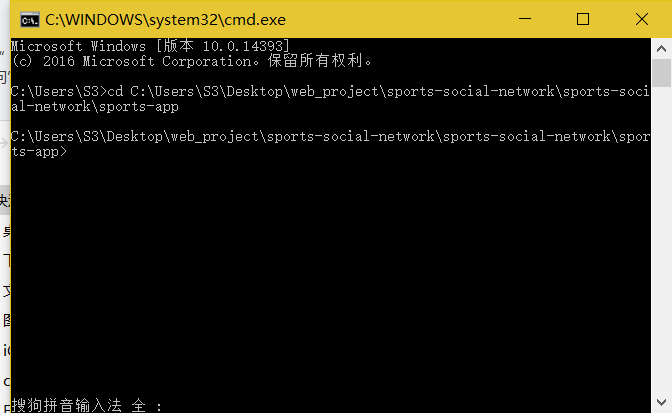 C:\WINDOWS\system32\cmd.exe
Microsoft Windows [版本 10.0.14393]
(c) 2016 Microsoft Corporation。保留所有权利。
C:\Users\S3>cd C:\Users\S3\Desktop\web_project\sports-social-network\sports-soci
al-network\sports-app
C:\Users\S3\Desktop\web_project\sports-social-network\sports-social-network\spor
ts-app>
搜狗拼音输入法 全 :